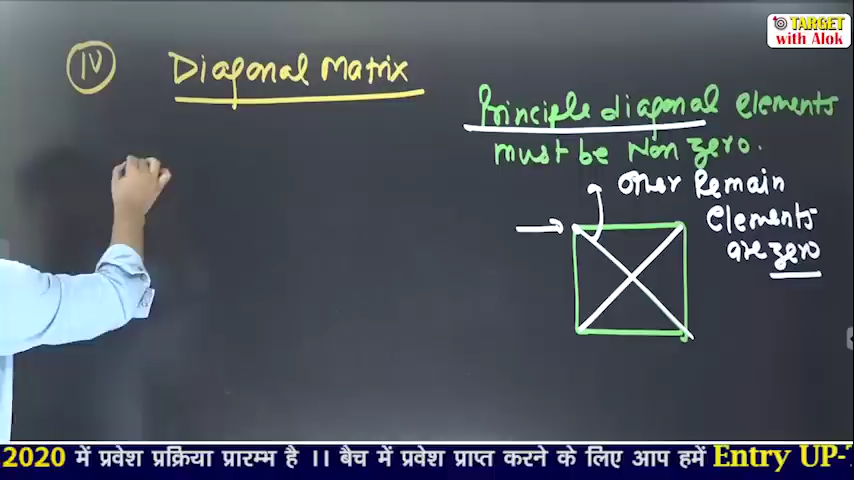 TARGET
with Alok
IV Diagonal Matrix
Principle diagonal elements
must be Non zero.
Other Remain
elements
are zero
2020 में प्रवेश प्रक्रिया प्रारम्भ है ।। बैच में प्रवेश प्राप्त करने के लिए आप हमें Entry UP-